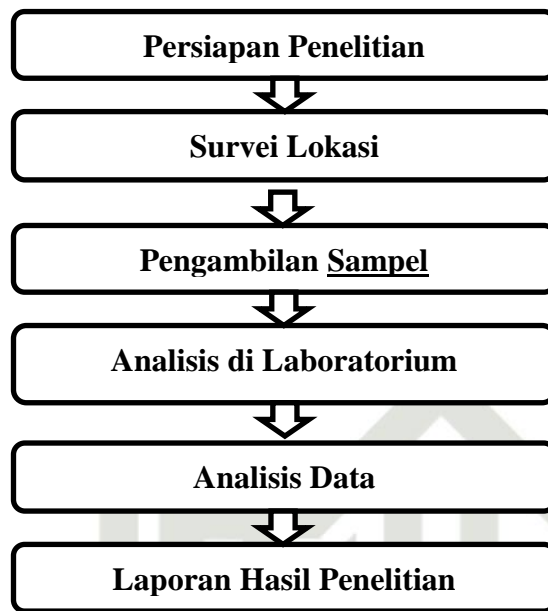 Persiapan Penelitian
Survei Lokasi
Pengambilan Sampel
Analisis di Laboratorium
Analisis Data
Laporan Hasil Penelitian